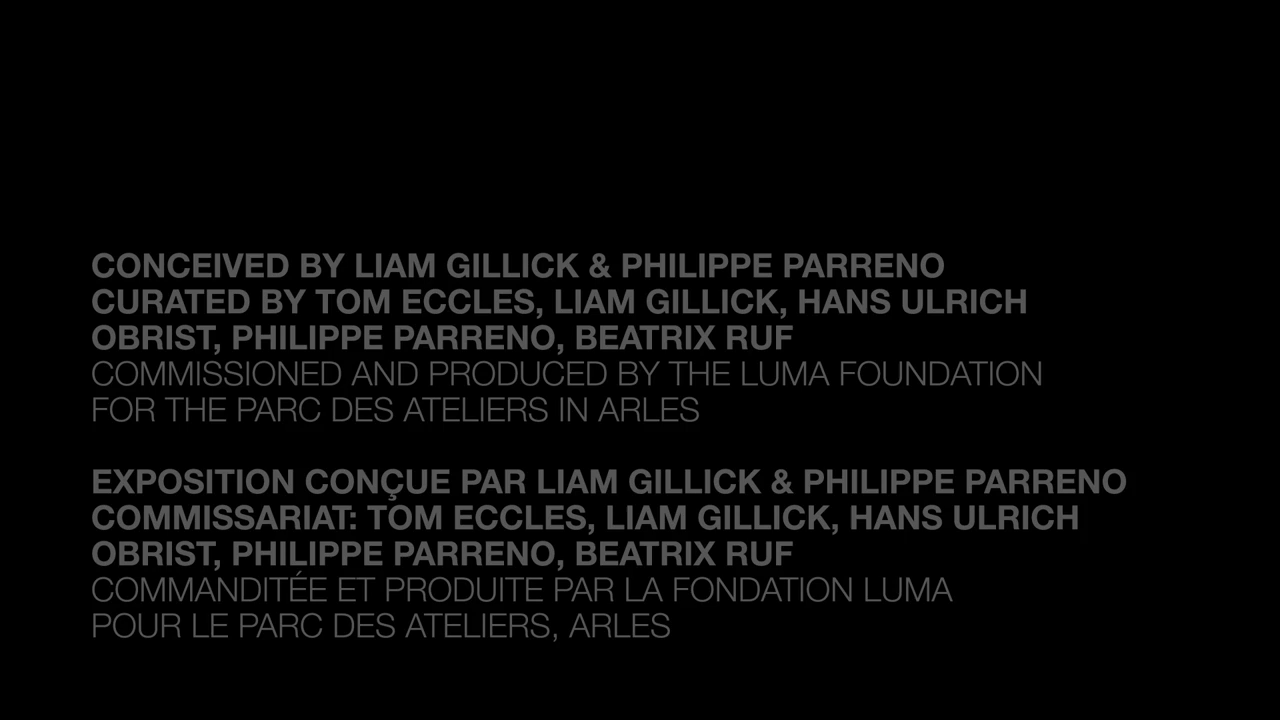 CONCEIVED BY LIAM GILLICK & PHILIPPE PARRENO
CURATED BY TOM ECCLES, LIAM GILLICK, HANS ULRICH
OBRIST, PHILIPPE PARRENO, BEATRIX RUF
COMMISSIONED AND PRODUCED BY THE LUMA FOUNDATION
FOR THE PARC DES ATELIERS IN ARLES
EXPOSITION CONÇUE PAR LIAM GILLICK & PHILIPPE PARRENO
COMMISSARIAT: TOM ECCLES, LIAM GILLICK, HANS ULRICH
OBRIST, PHILIPPE PARRENO, BEATRIX RUF
COMMANDITÉE ET PRODUITE PAR LA FONDATION LUMA
POUR LE PARC DES ATELIERS, ARLES